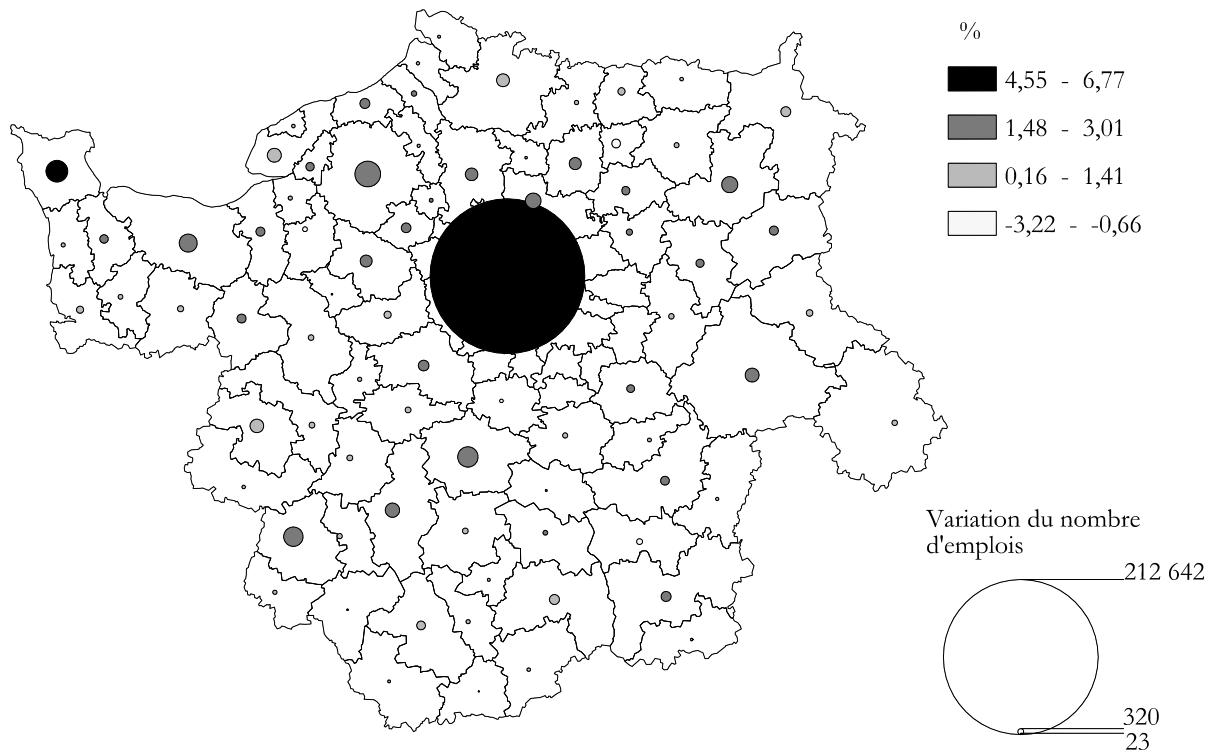 %
4,55 - 6,77
1,48 - 3,01
0,16 - 1,41
-3,22 - -0,66
Variation du nombre
d'emplois
212 642
320
23